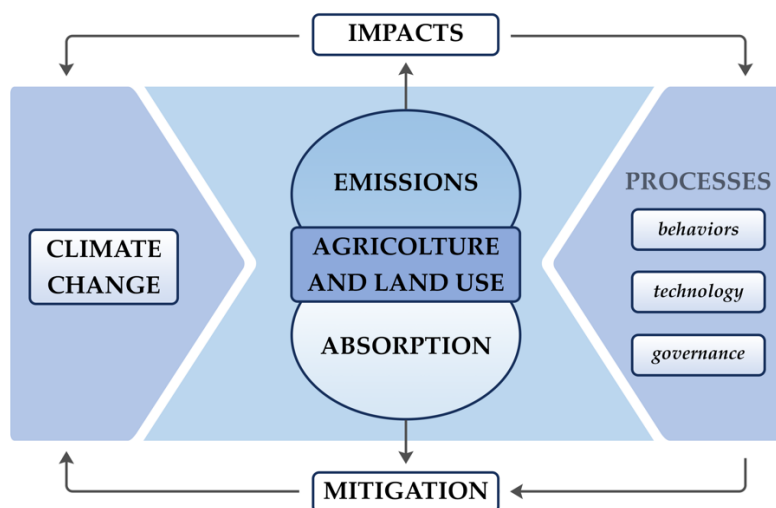 IMPACTS
EMISSIONS
PROCESSES
behaviors
CLIMATE
CHANGE
AGRICOLTURE
AND LAND USE
technology
ABSORPTION
governance
MITIGATION